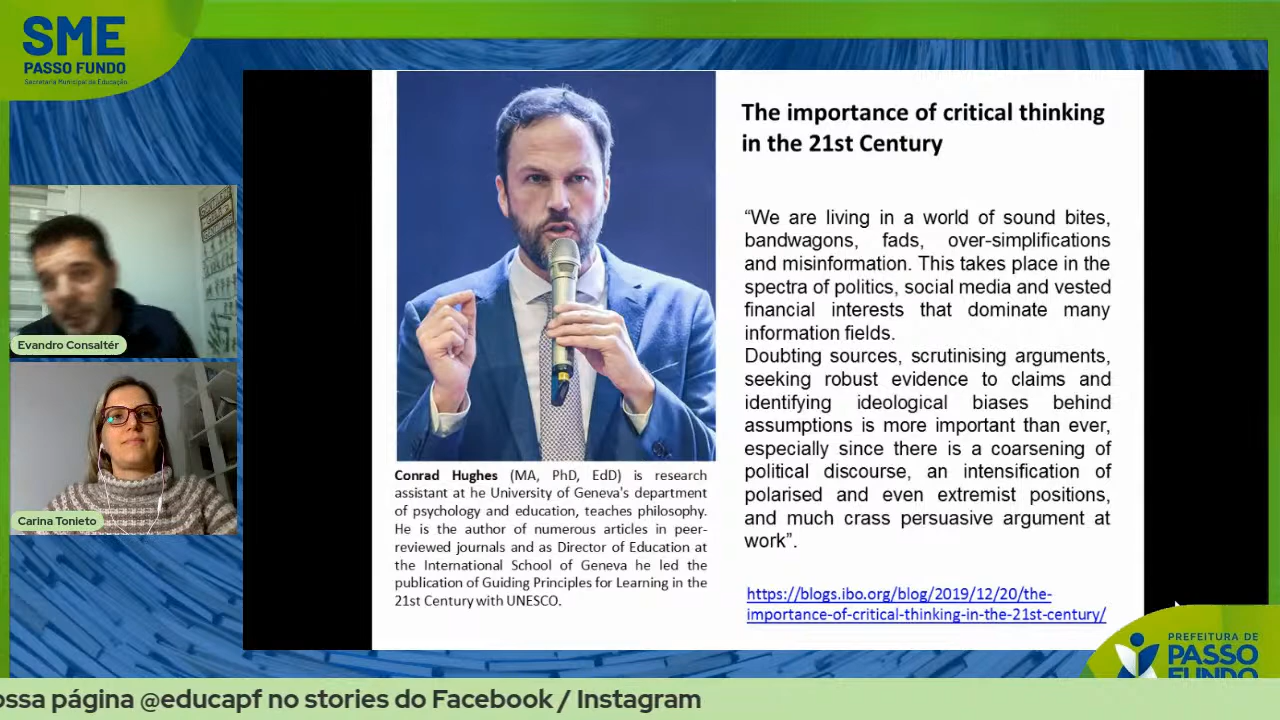 SME
PASSO FUNDO
Secretaria Municipal de Educação
The importance of critical thinking
in the 21st Century
“We are living in a world of sound bites,
bandwagons, fads, over-simplifications
and misinformation. This takes place in the
spectra of politics, social media and vested
financial interests that dominate many
information fields.
Doubting sources, scrutinising arguments,
seeking robust evidence to claims and
identifying ideological biases behind
assumptions is more important than ever,
especially since there is a coarsening of
political discourse, an intensification of
polarised and even extremist positions,
and much crass persuasive argument at
work”.
https://blogs.ibo.org/blog/2019/12/20/the-
importance-of-critical-thinking-in-the-21st-century/
Conrad Hughes (MA, PhD, EdD) is research
assistant at he University of Geneva's department
of psychology and education, teaches philosophy.
He is the author of numerous articles in peer-
reviewed journals and as Director of Education at
the International School of Geneva he led the
publication of Guiding Principles for Learning in the
21st Century with UNESCO.
Evandro Consaltér
Carina Tonieto
PREFEITURA DE
PASSO
FUNDO
ossa página @educapf no stories do Facebook / Instagram